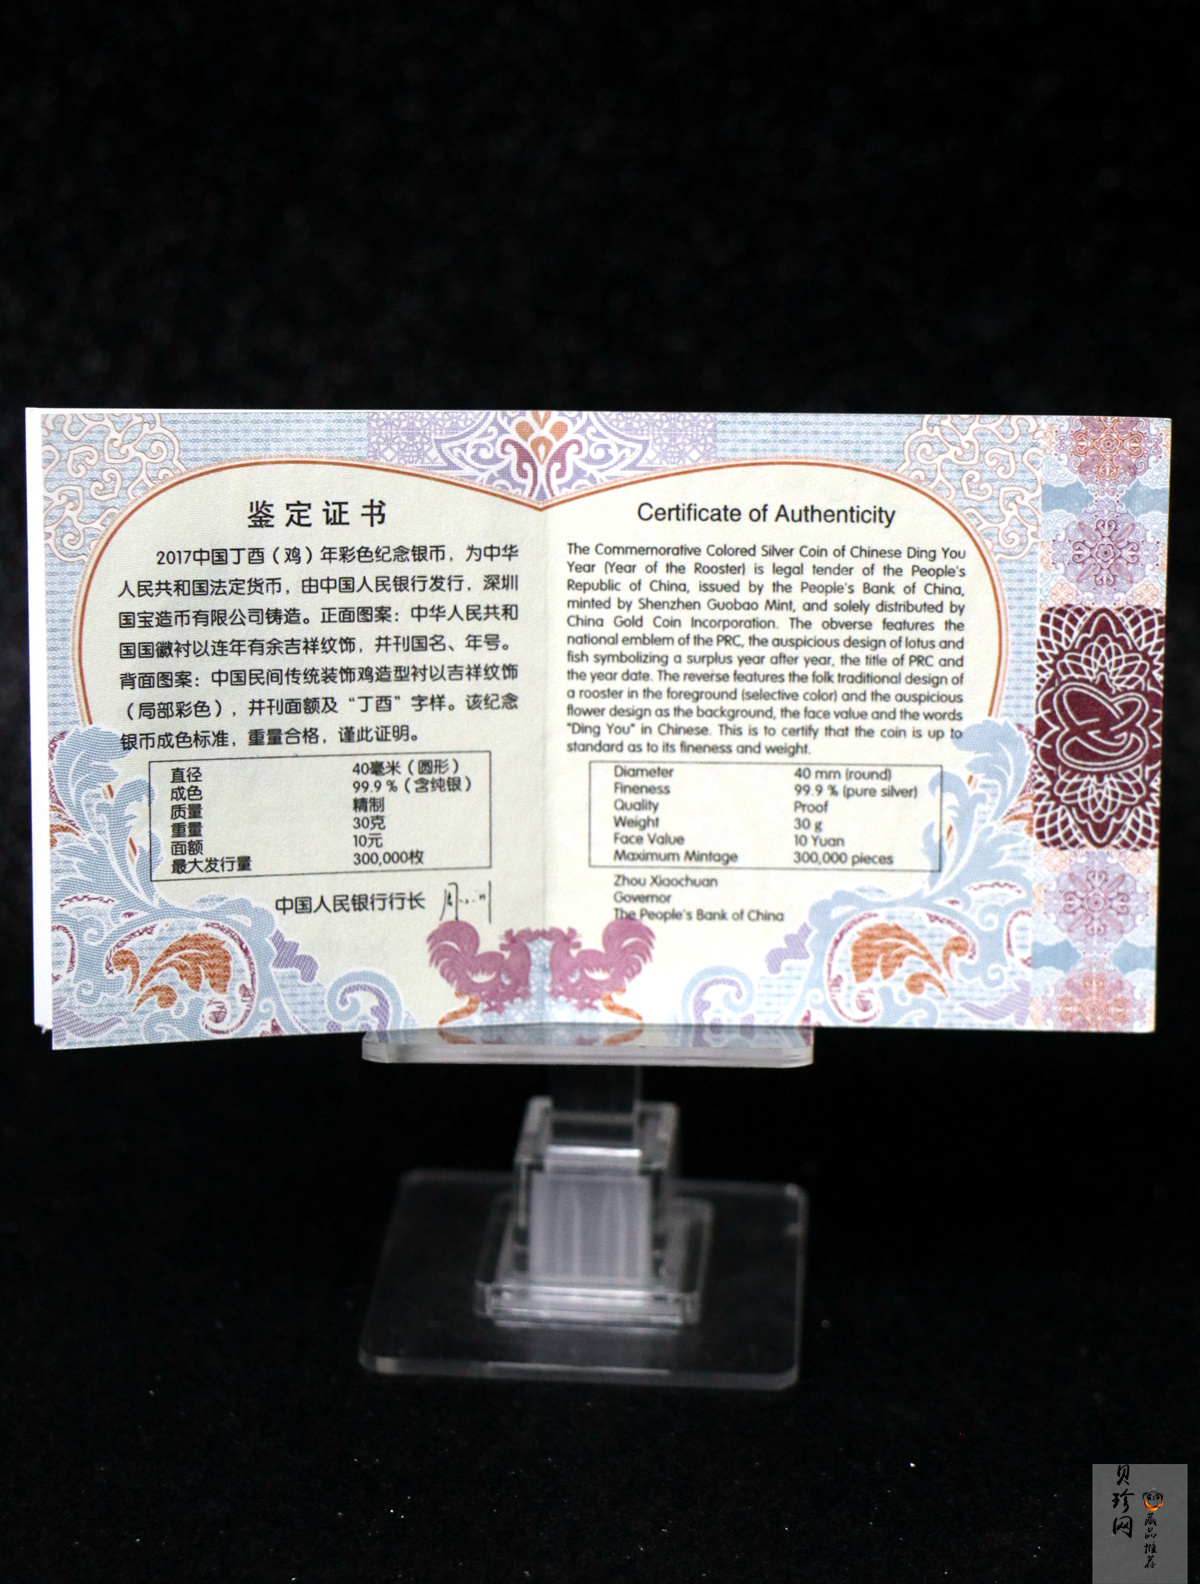 鉴定证书
2017中国丁酉（鸡）年彩色纪念银币，为中华
人民共和国法定货币，由中国人民银行发行，深圳
国宝造币有限公司铸造。正面图案：中华人民共和
国国徽衬以连年有余吉祥纹饰，并刊国名、年号。
背面图案：中国民间传统装饰鸡造型衬以吉祥纹饰
（局部彩色），并刊面额及“丁酉”字样。该纪念
银币成色标准，重量合格，谨此证明。
直径 40毫米（圆形）
成色 99.9％（含纯银）
质量 精制
重量 30克
面额 10元
最大发行量 300,000枚
中国人民银行行长
Certificate of Authenticity
The Commemorative Colored Silver Coin of Chinese Ding You
Year (Year of the Rooster) is legal tender of the People's
Republic of China, issued by the People's Bank of China,
minted by Shenzhen Guobao Mint, and solely distributed by
China Gold Coin Incorporation. The obverse features the
national emblem of the PRC, the auspicious design of lotus and
fish symbolizing a surplus year after year, the title of PRC and
the year date. The reverse features the folk traditional design of
a rooster in the foreground (selective color) and the auspicious
flower design as the background, the face value and the words
"Ding You" in Chinese. This is to certify that the coin is up to
standard as to its fineness and weight.
Diameter 40 mm (round)
Fineness 99.9 % (pure silver)
Quality Proof
Weight 30 g
Face Value 10 Yuan
Maximum Mintage 300,000 pieces
Zhou Xiaochuan
Governor
The People's Bank of China
贝珍网
藏品推荐